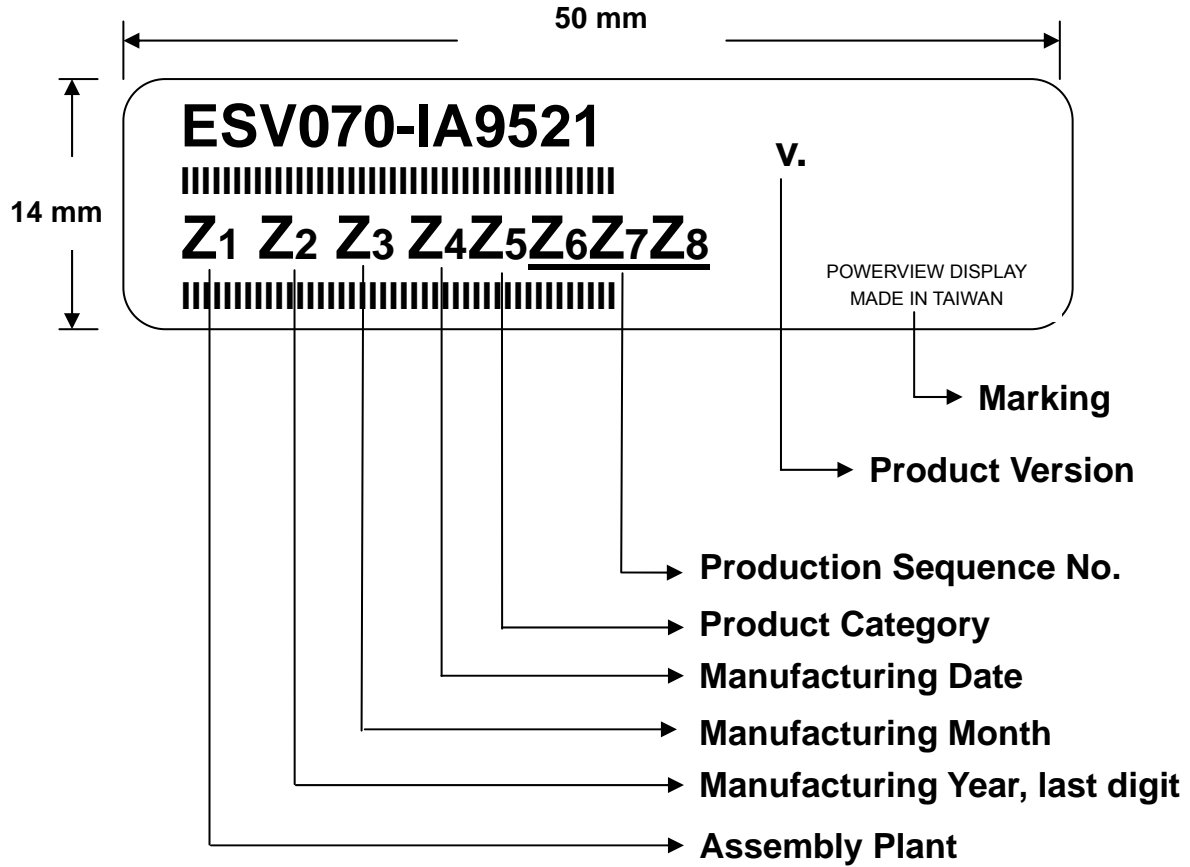 50 mm
ESV070-IA9521
v.
14 mm
Z1 Z2 Z3 Z4Z5Z6Z7Z8
POWERVIEW DISPLAY
MADE IN TAIWAN
Marking
Product Version
Production Sequence No.
Product Category
Manufacturing Date
Manufacturing Month
Manufacturing Year, last digit
Assembly Plant